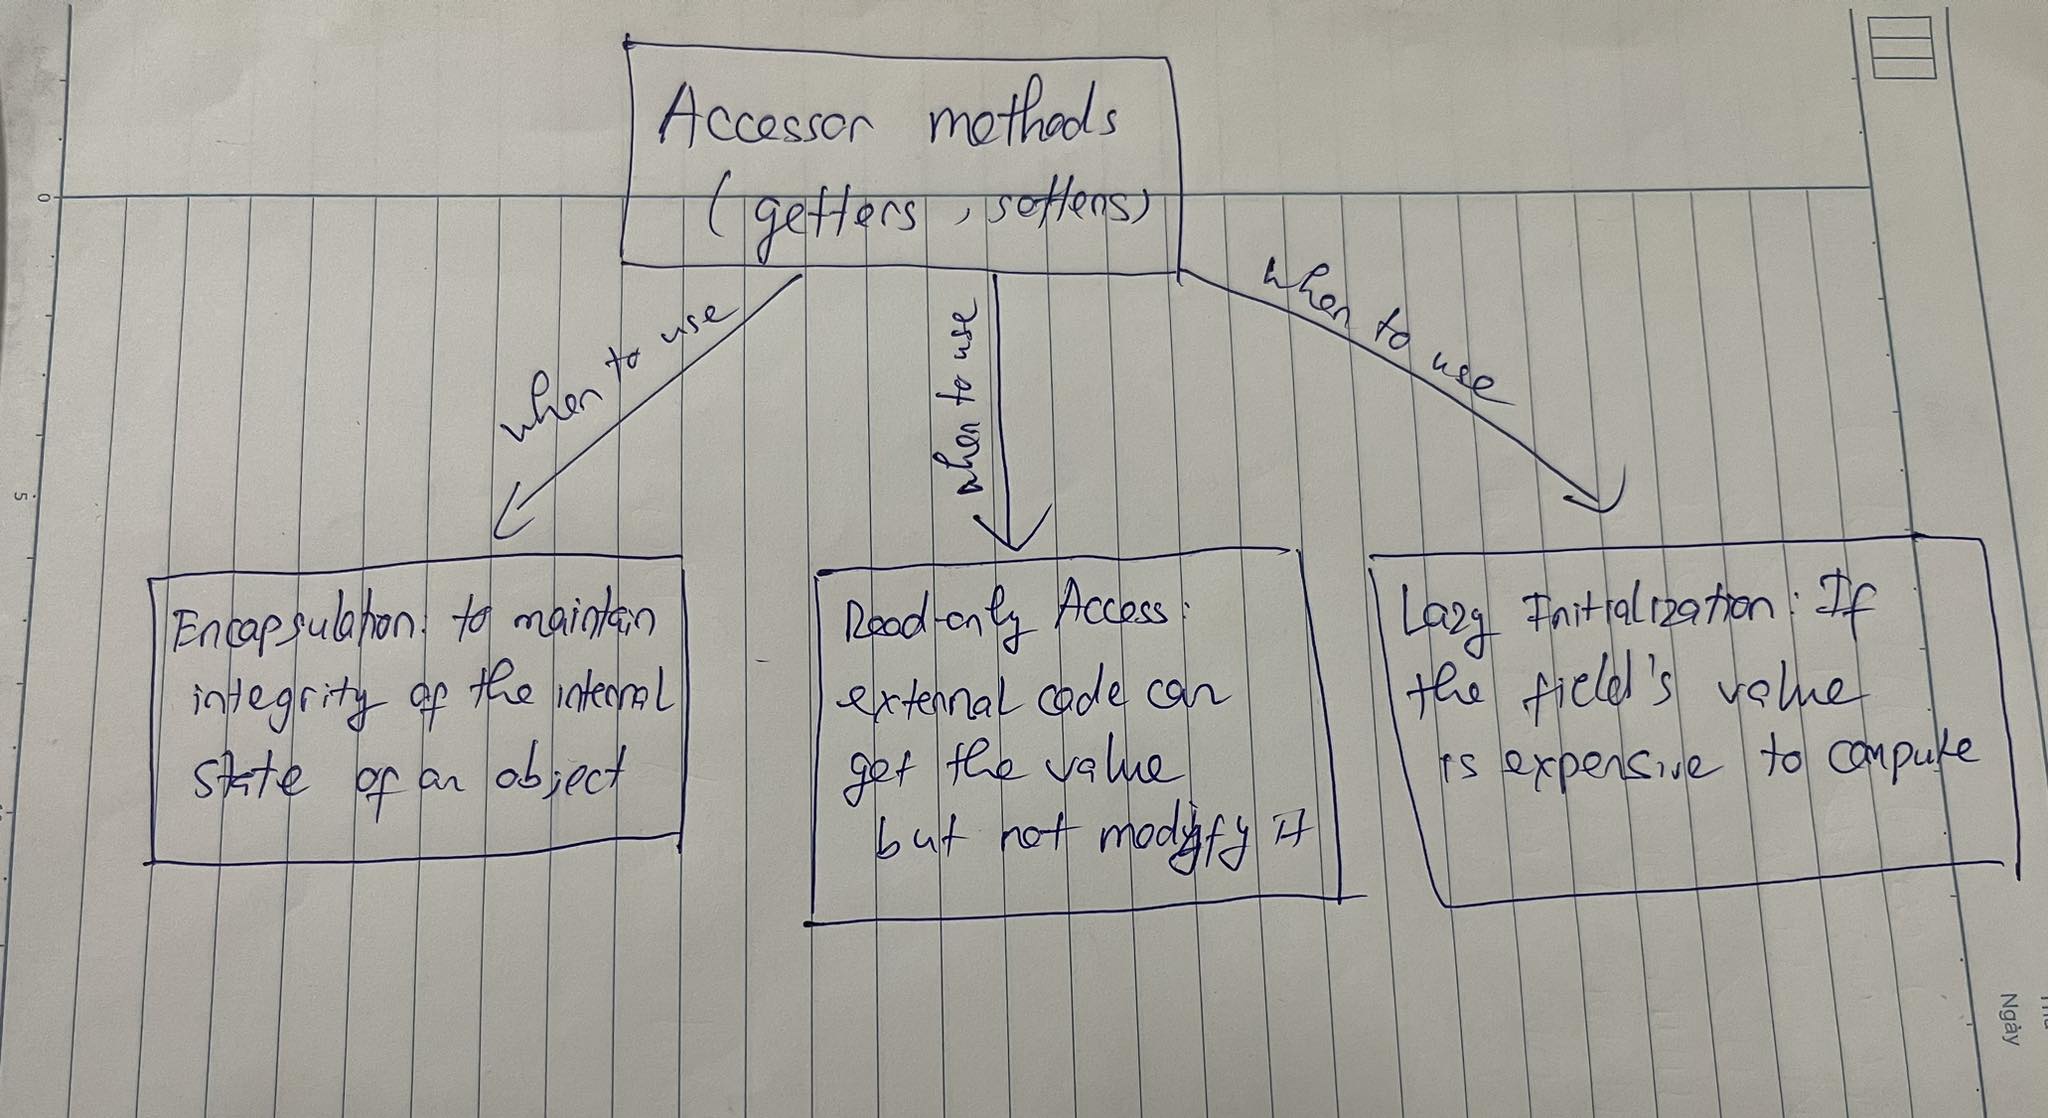 Accessor methods
(getters, setters)
when to use
when to use
when to use
Encapsulation: to maintain
integrity of the internal
state of an object
Read-only Access:
external code can
get the value
but not modify it
Lazy Initialization: If
the field's value
is expensive to compute
0
5
Ngày